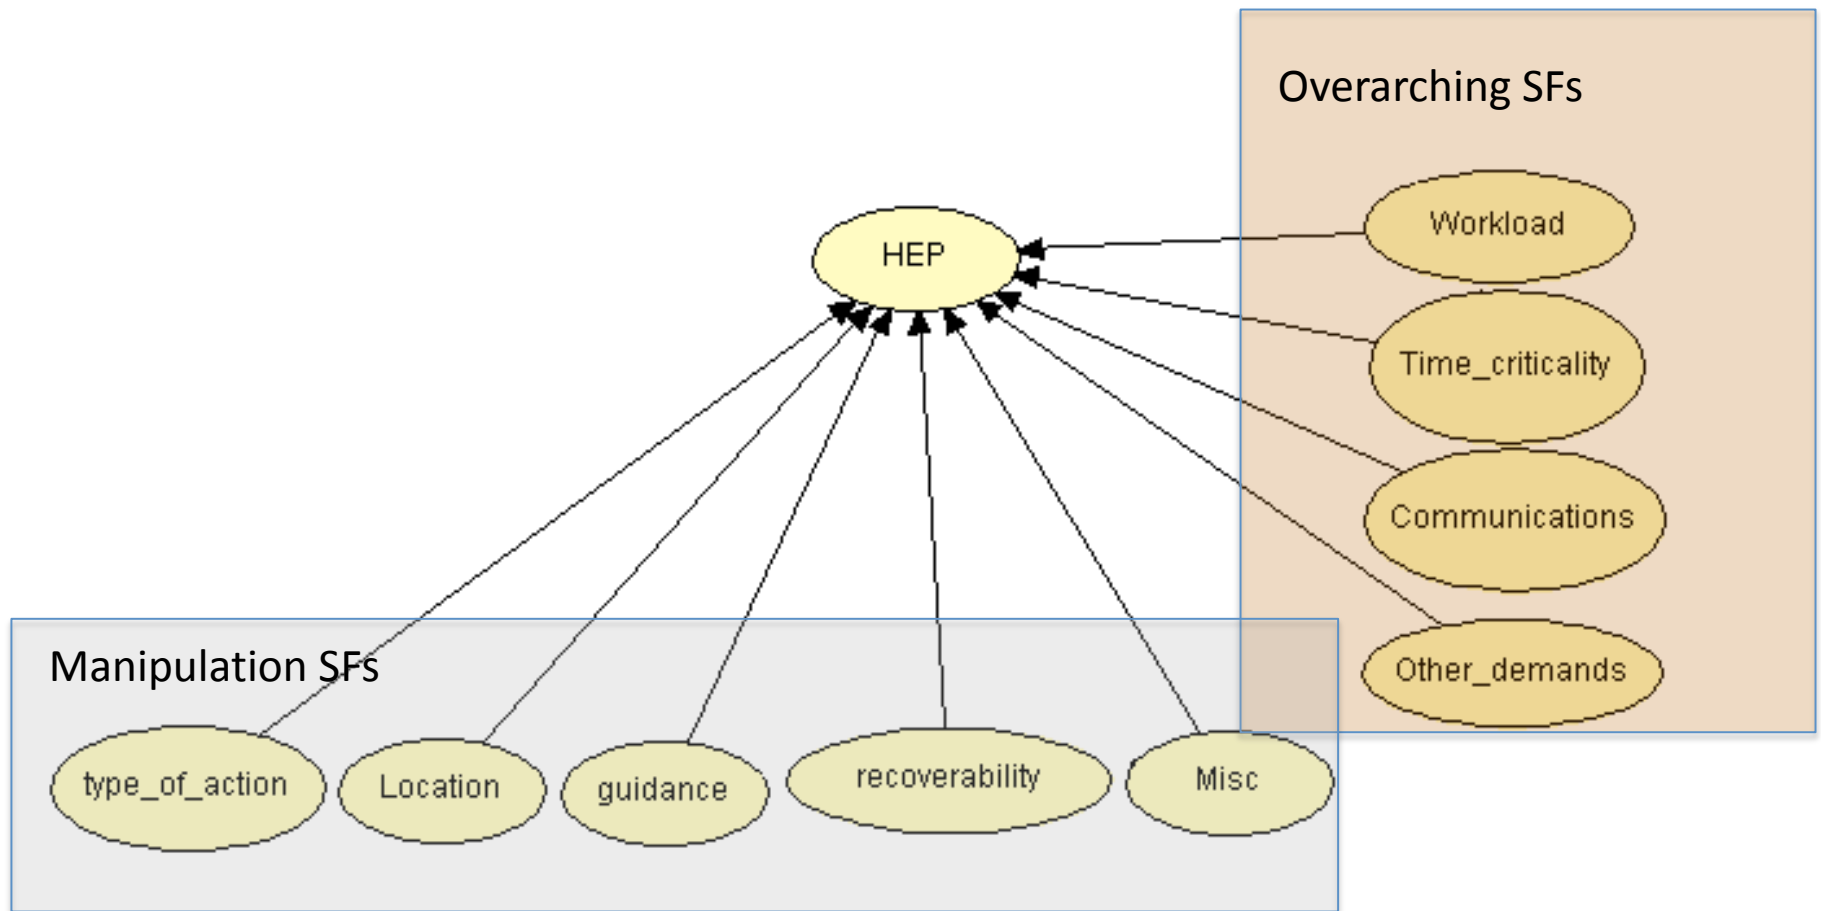 Overarching SFs
Workload
HEP
Time_criticality
Communications
Other_demands
Manipulation SFs
type_of_action
Location
guidance
recoverability
Misc